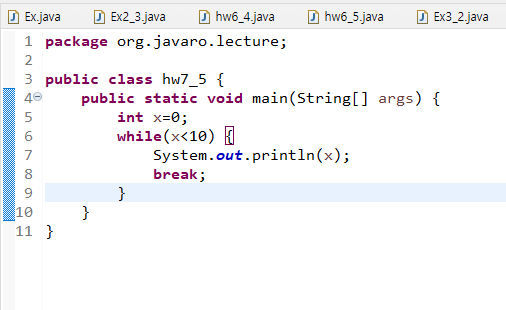 Ex.java Ex2_3.java hw6_4.java hw6_5.java Ex3_2.java
1 package org.javaro.lecture;
2
3 public class hw7_5 {
4 public static void main(String[] args) {
5 int x=0;
6 while(x<10) {
7 System.out.println(x);
8 break;
9 }
10 }
11 }